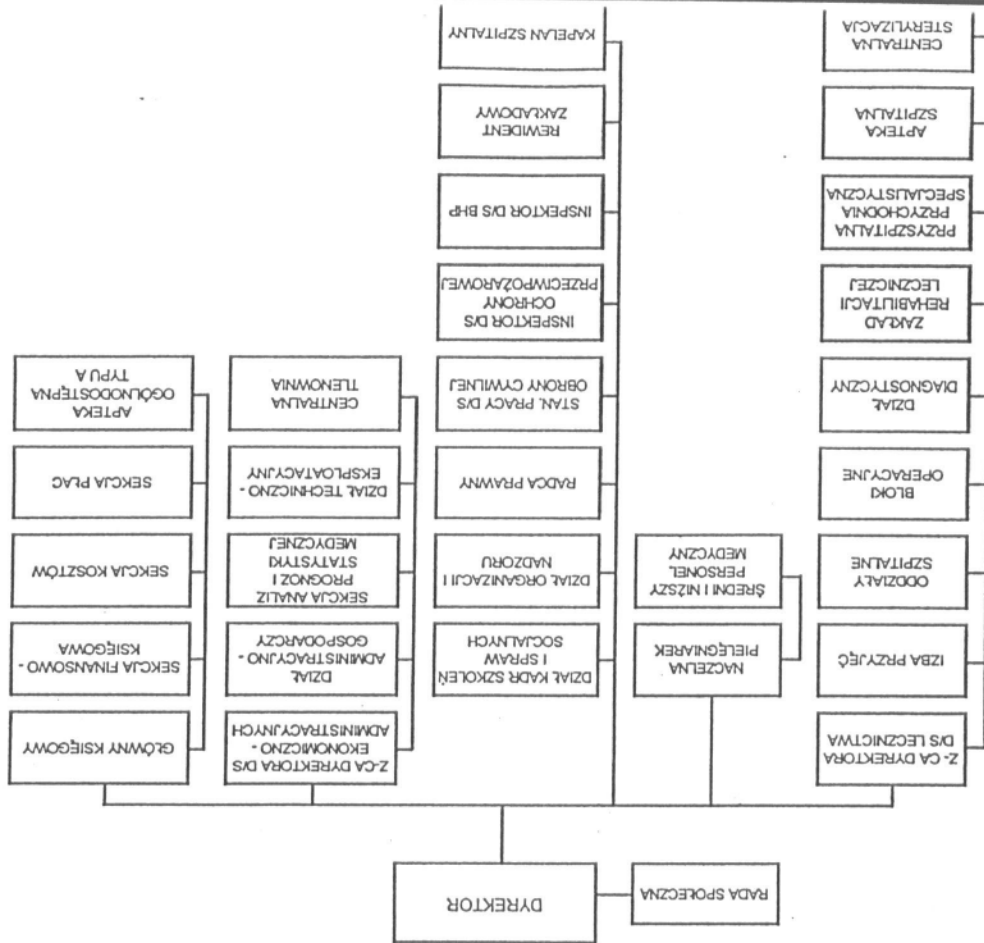 DYREKTOR
RADA SPOŁECZNA
Z- CA DYREKTORA
D/S LECZNICTWA
IZBA PRZYJĘĆ
ODDZIAŁY
SZPITALNE
BLOKI
OPERACYJNE
DZIAŁ
DIAGNOSTYCZNY
ZAKŁAD
REHABILITACJI
LECZNICZEJ
PRZYSZPITALNA
PRZYCHODNIA
SPECJALISTYCZNA
APTEKA
SZPITALNA
CENTRALNA
STERYLIZACJA
NACZELNA
PIELĘGNIAREK
ŚREDNI I NIŻSZY
PERSONEL
MEDYCZNY
DZIAŁ KADR SZKOLEŃ
I SPRAW
SOCJALNYCH
DZIAŁ ORGANIZACJI I
NADZORU
RADCA PRAWNY
STAN. PRACY D/S
OBRONY CYWILNEJ
INSPEKTOR D/S
OCHRONY
PRZECIWPOŻAROWEJ
INSPEKTOR D/S BHP
REWIDENT
ZAKŁADOWY
KAPELAN SZPITALNY
Z-CA DYREKTORA D/S
EKONOMICZNO -
ADMINISTRACYJNYCH
DZIAŁ
ADMINISTRACYJNO -
GOSPODARCZY
SEKCJA ANALIZ
PROGNOZ I
STATYSTYKI
MEDYCZNEJ
DZIAŁ TECHNICZNO -
EKSPLOATACYJNY
CENTRALNA
TLENOWNIA
GŁÓWNY KSIĘGOWY
SEKCJA FINANSOWO -
KSIĘGOWA
SEKCJA KOSZTÓW
SEKCJA PŁAC
APTEKA
OGÓLNODOSTĘPNA
TYPU A